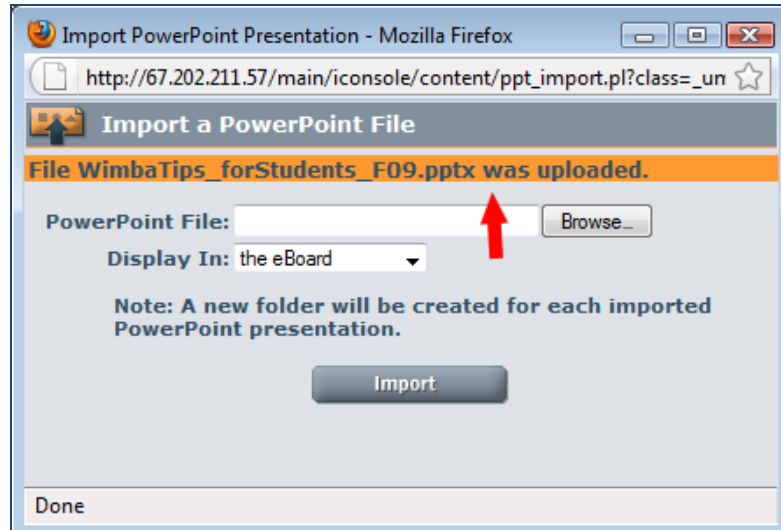 Import PowerPoint Presentation - Mozilla Firefox
http://67.202.211.57/main/iconsole/content/ppt_import.pl?class=_un
Import a PowerPoint File
File WimbaTips_forStudents_F09.pptx was uploaded.
PowerPoint File: Browse...
Display In: the eBoard
Note: A new folder will be created for each imported
PowerPoint presentation.
Import
Done